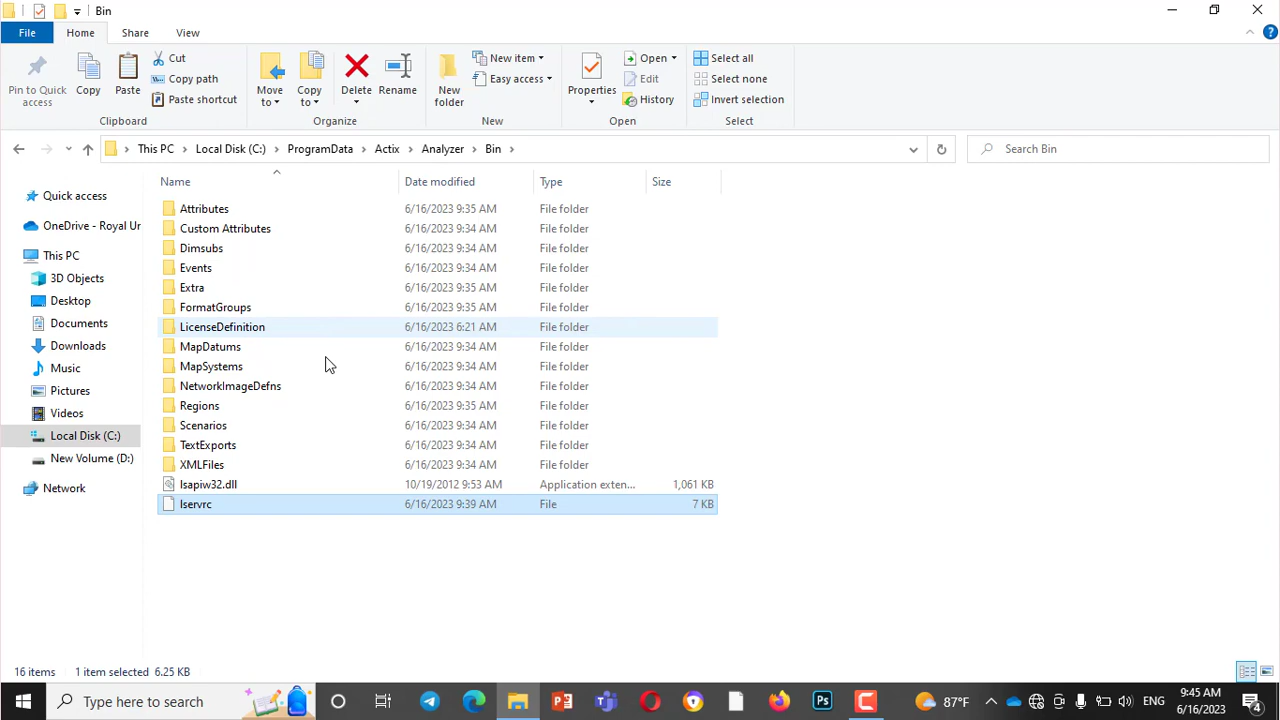 Bin
File Home Share View
Pin to Quick access
Copy
Paste
Cut
Copy path
Paste shortcut
Clipboard
Move to
Copy to
Delete
Rename
Organize
New folder
New item
Easy access
New
Properties
Open
Edit
History
Open
Select all
Select none
Invert selection
Select
This PC Local Disk (C:) ProgramData Actix Analyzer Bin
Search Bin
Quick access
OneDrive - Royal Ur
This PC
3D Objects
Desktop
Documents
Downloads
Music
Pictures
Videos
Local Disk (C:)
New Volume (D:)
Network
Name Date modified Type Size
Attributes 6/16/2023 9:35 AM File folder
Custom Attributes 6/16/2023 9:34 AM File folder
Dimsubs 6/16/2023 9:34 AM File folder
Events 6/16/2023 9:34 AM File folder
Extra 6/16/2023 9:35 AM File folder
FormatGroups 6/16/2023 9:35 AM File folder
LicenseDefinition 6/16/2023 6:21 AM File folder
MapDatums 6/16/2023 9:34 AM File folder
MapSystems 6/16/2023 9:34 AM File folder
NetworkImageDefns 6/16/2023 9:34 AM File folder
Regions 6/16/2023 9:35 AM File folder
Scenarios 6/16/2023 9:34 AM File folder
TextExports 6/16/2023 9:34 AM File folder
XMLFiles 6/16/2023 9:34 AM File folder
lsapiw32.dll 10/19/2012 9:53 AM Application exten... 1,061 KB
lservrc 6/16/2023 9:39 AM File 7 KB
16 items 1 item selected 6.25 KB
Type here to search
87°F
ENG
9:45 AM
6/16/2023
4